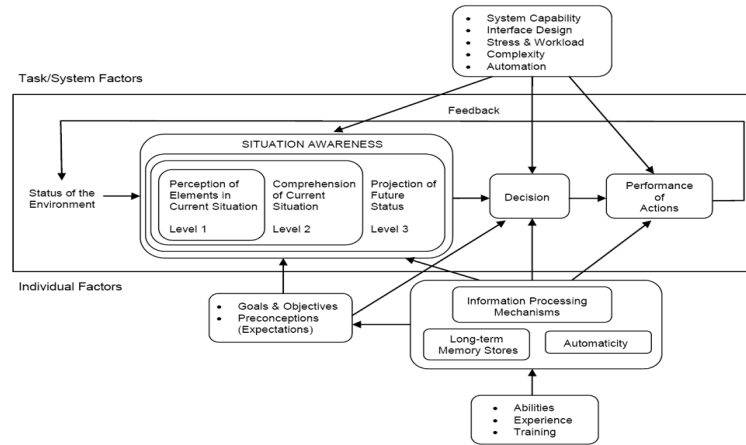 • System Capability
• Interface Design
• Stress & Workload
• Complexity
• Automation
Task/System Factors
Feedback
SITUATION AWARENESS
Status of the
Environment
Perception of
Elements in
Current Situation
Level 1
Comprehension
of Current
Situation
Level 2
Projection of
Future
Status
Level 3
Decision
Performance
of
Actions
Individual Factors
• Goals & Objectives
• Preconceptions
(Expectations)
Information Processing
Mechanisms
Long-term
Memory Stores
Automaticity
• Abilities
• Experience
• Training